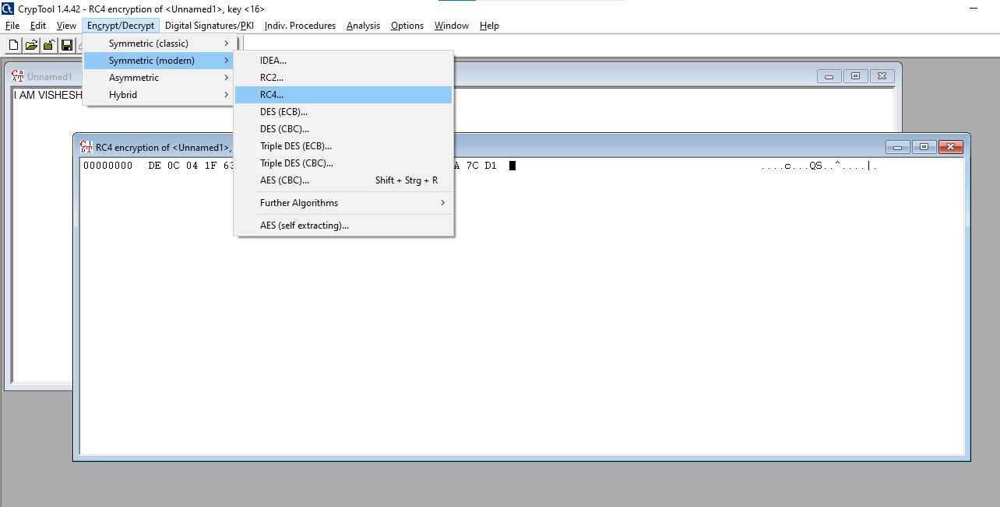 CrypTool 1.4.42 - RC4 encryption of <Unnamed1>, key <16>
File Edit View Encrypt/Decrypt Digital Signatures/PKI Indiv. Procedures Analysis Options Window Help
Symmetric (classic)
Symmetric (modern)
Asymmetric
Hybrid
IDEA...
RC2...
RC4...
DES (ECB)...
DES (CBC)...
Triple DES (ECB)...
Triple DES (CBC)...
AES (CBC)... Shift + Strg + R
Further Algorithms
AES (self extracting)...
Unnamed1
I AM VISHESH
RC4 encryption of <Unnamed1>,
00000000 DE 0C 04 1F 63 7C D1 ....c...QS..^....|.